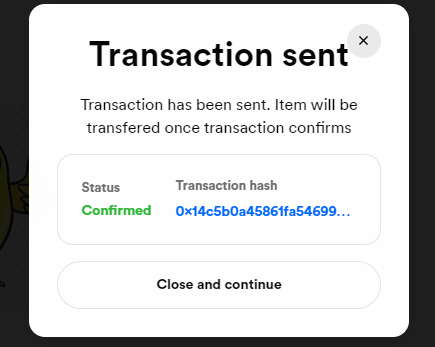 Transaction sent
Transaction has been sent. Item will be
transfered once transaction confirms
Status
Transaction hash
Confirmed
0x14c5b0a45861fa54699...
Close and continue